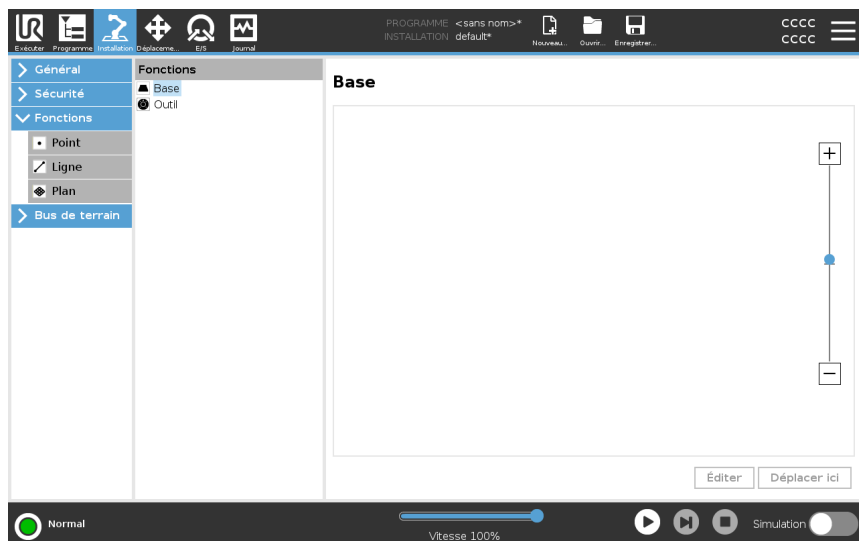 PROGRAMME <sans nom>*
INSTALLATION default*
cccc
cccc
Exécuter Programme Installation Déplaceme... E/S Journal Nouveau... Ouvrir... Enregistrer...
Général
Sécurité
Fonctions
Point
Ligne
Plan
Bus de terrain
Fonctions
Base
Outil
Base
Éditer
Déplacer ici
Normal
Vitesse 100%
Simulation